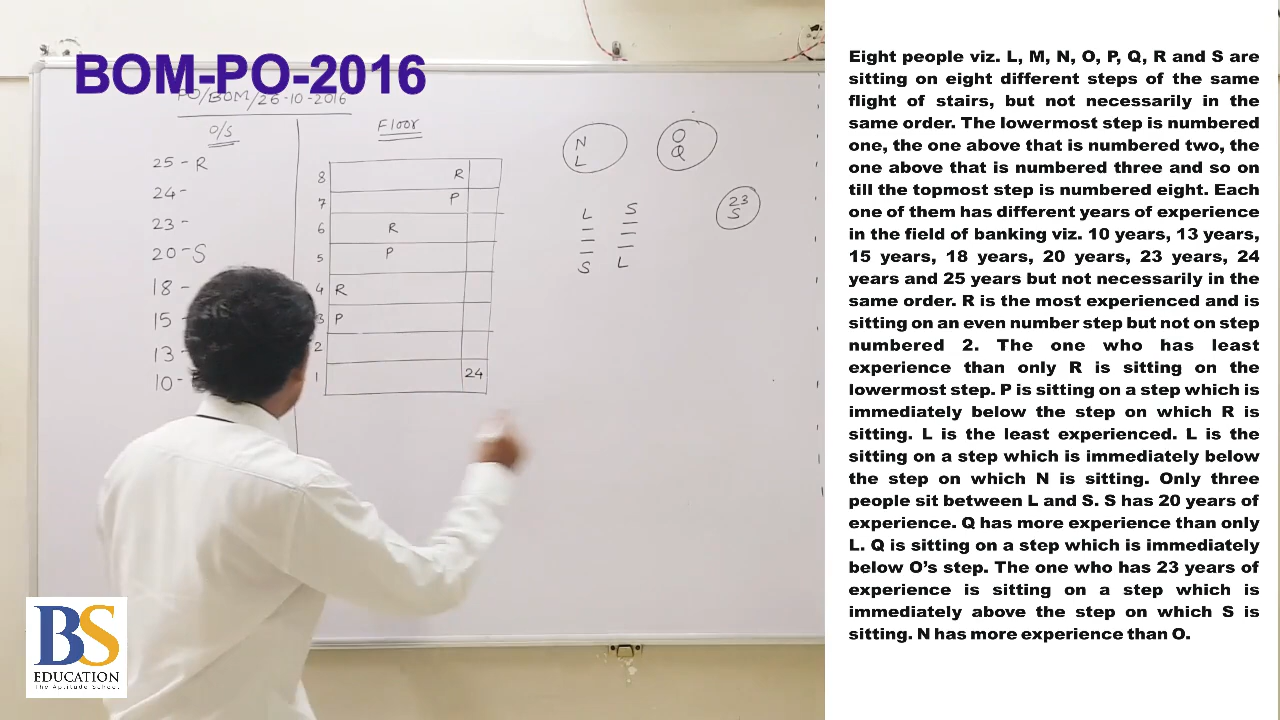 BOM-PO-2016
PO/BOM/26-10-2016
O/S
25-R
24-
23-
20-S
18-
15-
13-
10-
Floor
8 R
7 P
6 R
5 P
4 R
3 P
2
1 24
N
L
O
Q
L S
S L
23
S
BS
EDUCATION
The Aptitude School
Eight people viz. L, M, N, O, P, Q, R and S are
sitting on eight different steps of the same
flight of stairs, but not necessarily in the
same order. The lowermost step is numbered
one, the one above that is numbered two, the
one above that is numbered three and so on
till the topmost step is numbered eight. Each
one of them has different years of experience
in the field of banking viz. 10 years, 13 years,
15 years, 18 years, 20 years, 23 years, 24
years and 25 years but not necessarily in the
same order. R is the most experienced and is
sitting on an even number step but not on step
numbered 2. The one who has least
experience than only R is sitting on the
lowermost step. P is sitting on a step which is
immediately below the step on which R is
sitting. L is the least experienced. L is the
sitting on a step which is immediately below
the step on which N is sitting. Only three
people sit between L and S. S has 20 years of
experience. Q has more experience than only
L. Q is sitting on a step which is immediately
below O's step. The one who has 23 years of
experience is sitting on a step which is
immediately above the step on which S is
sitting. N has more experience than O.